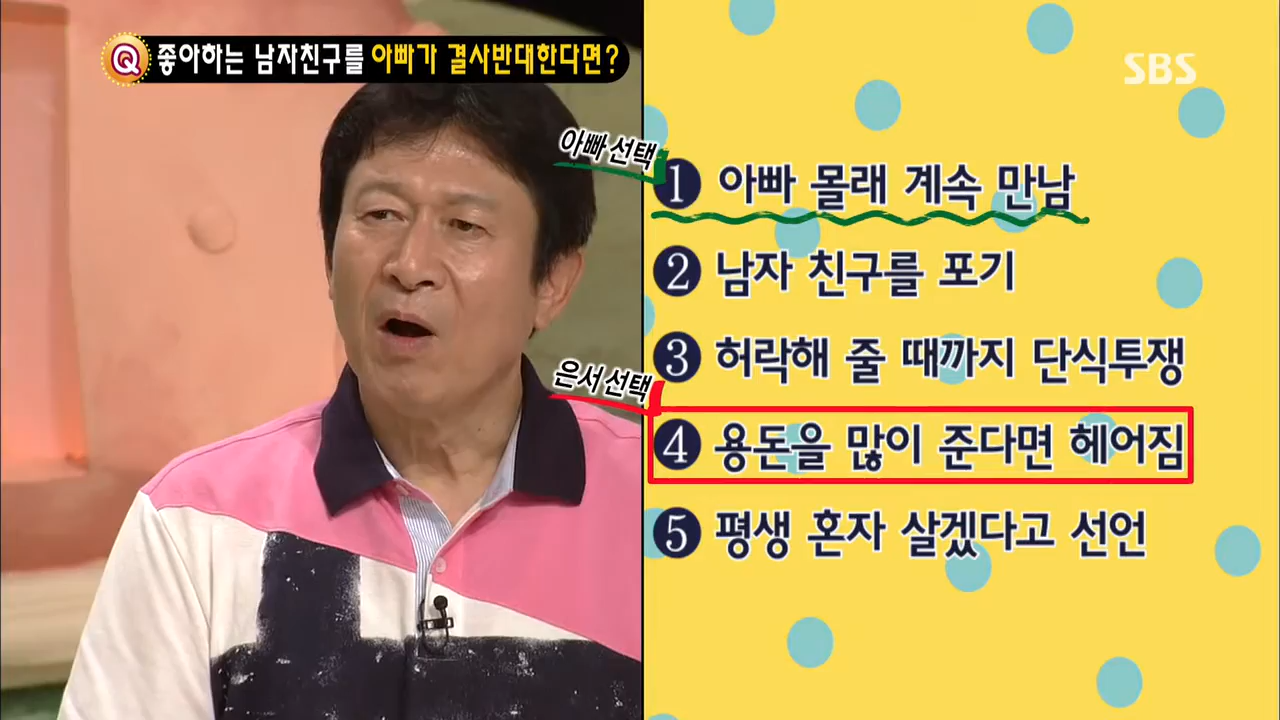 Q 좋아하는 남자친구를 아빠가 결사반대한다면?
SBS
아빠 선택
1 아빠 몰래 계속 만남
2 남자 친구를 포기
3 허락해 줄 때까지 단식투쟁
은서 선택
4 용돈을 많이 준다면 헤어짐
5 평생 혼자 살겠다고 선언